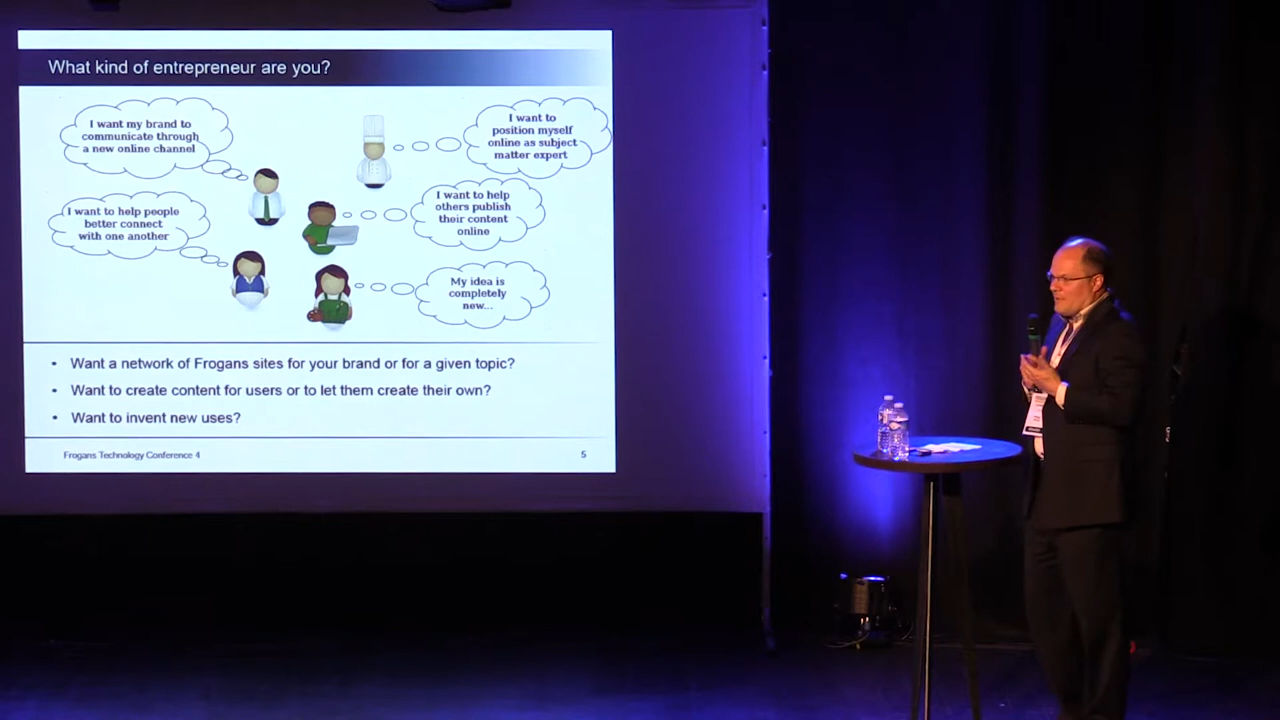 What kind of entrepreneur are you?
I want my brand to
communicate through
a new online channel
I want to
position myself
online as subject
matter expert
I want to help people
better connect
with one another
I want to help
others publish
their content
online
My idea is
completely
new...
• Want a network of Frogans sites for your brand or for a given topic?
• Want to create content for users or to let them create their own?
• Want to invent new uses?
Frogans Technology Conference 4
5